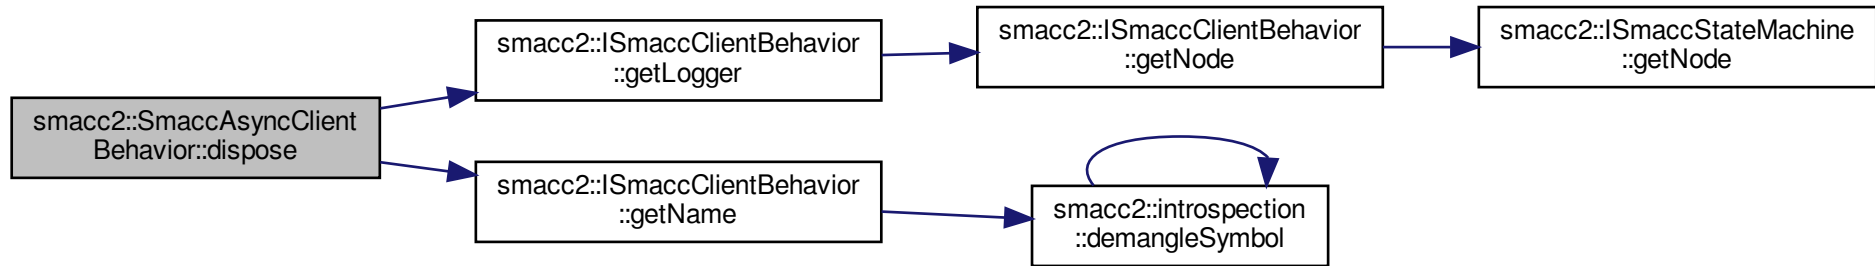 smacc2::SmaccAsyncClient
Behavior::dispose
smacc2::ISmaccClientBehavior
::getLogger
smacc2::ISmaccClientBehavior
::getNode
smacc2::ISmaccStateMachine
::getNode
smacc2::ISmaccClientBehavior
::getName
smacc2::introspection
::demangleSymbol